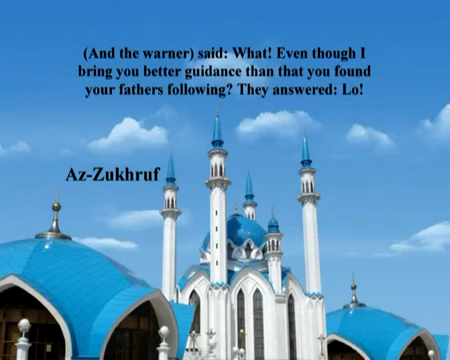 (And the warner) said: What! Even though I
bring you better guidance than that you found
your fathers following? They answered: Lo!
Az-Zukhruf